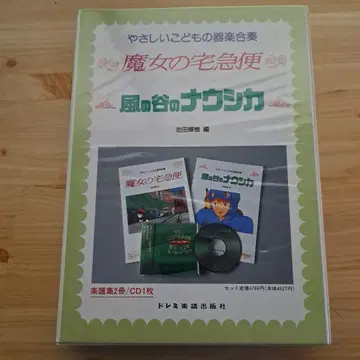 やさしいこどもの器楽合奏
魔女の宅急便
風の谷のナウシカ
池田輝樹 編
魔女の宅急便
風の谷のナウシカ
楽譜集2冊/CD1枚
ドレミ楽譜出版社